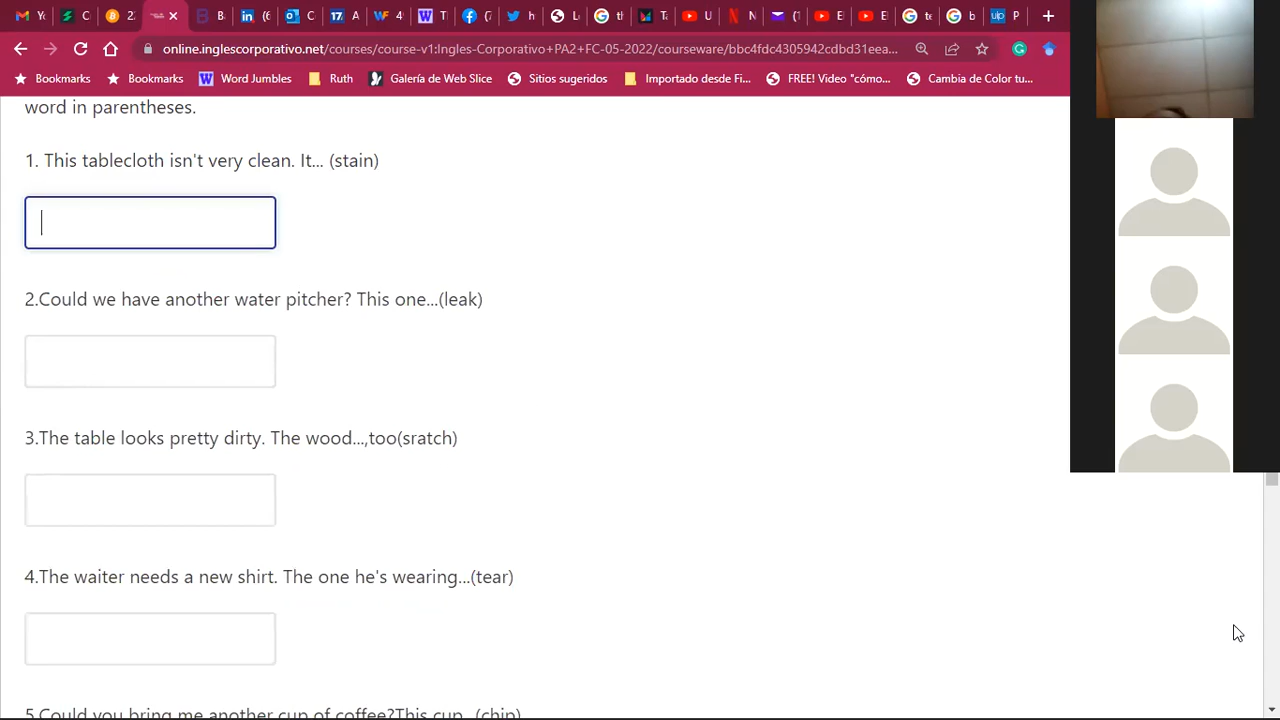 online.inglescorporativo.net/courses/course-v1:Ingles-Corporativo+PA2+FC-05-2022/courseware/bbc4fdc4305942cdbd31eea...
Bookmarks Bookmarks Word Jumbles Ruth Galería de Web Slice Sitios sugeridos Importado desde Fi... FREE! Video "cómo... Cambia de Color tu...
word in parentheses.
1. This tablecloth isn't very clean. It... (stain)
2.Could we have another water pitcher? This one...(leak)
3.The table looks pretty dirty. The wood...,too(sratch)
4.The waiter needs a new shirt. The one he's wearing...(tear)
5.Could you bring me another cup of coffee?This cup...(chip)